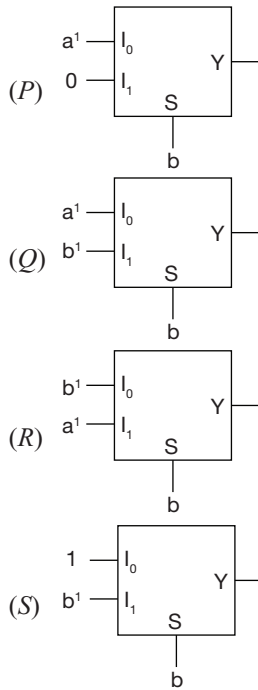 a¹ I₀
Y
(P) 0 I₁
S
b
a¹ I₀
Y
(Q) b¹ I₁
S
b
b¹ I₀
Y
(R) a¹ I₁
S
b
1 I₀
Y
(S) b¹ I₁
S
b